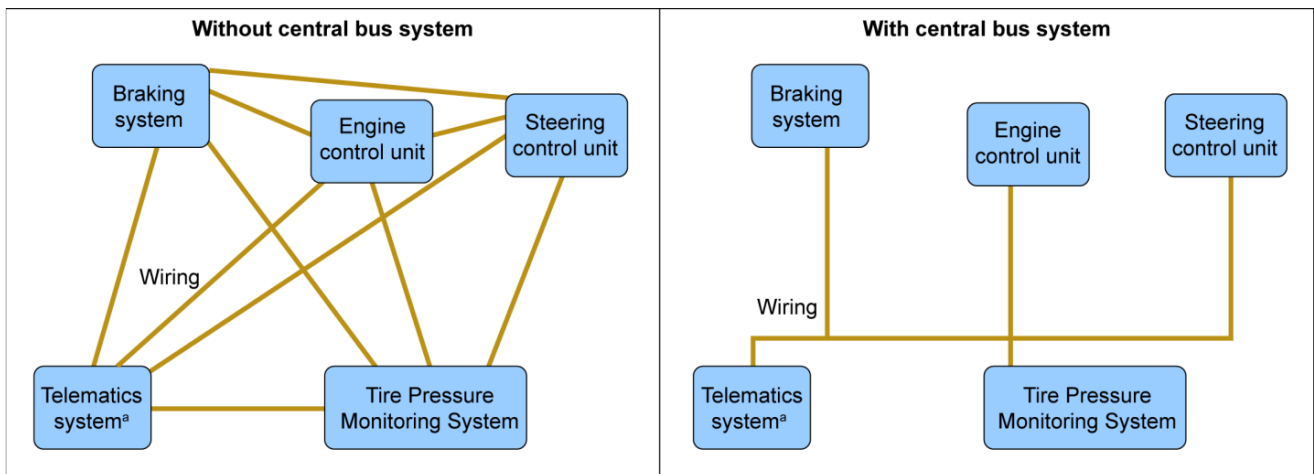 Without central bus system
Braking
system
Engine
control unit
Steering
control unit
Wiring
Telematics
systemᵃ
Tire Pressure
Monitoring System
With central bus system
Braking
system
Engine
control unit
Steering
control unit
Wiring
Telematics
systemᵃ
Tire Pressure
Monitoring System